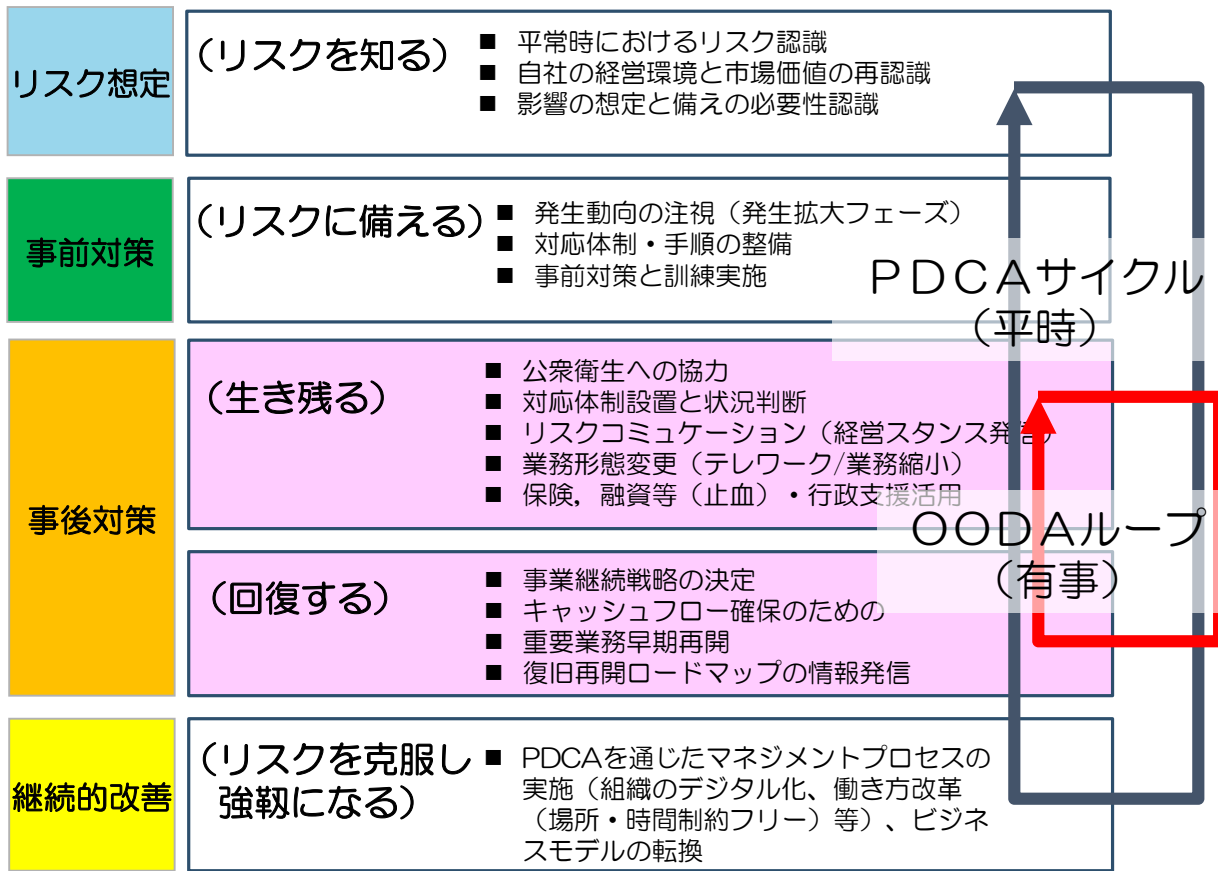 リスク想定
（リスクを知る）
■ 平常時におけるリスク認識
■ 自社の経営環境と市場価値の再認識
■ 影響の想定と備えの必要性認識
事前対策
（リスクに備える）
■ 発生動向の注視（発生拡大フェーズ）
■ 対応体制・手順の整備
■ 事前対策と訓練実施
PDCAサイクル
（平時）
事後対策
（生き残る）
■ 公衆衛生への協力
■ 対応体制設置と状況判断
■ リスクコミュケーション（経営スタンス発信）
■ 業務形態変更（テレワーク/業務縮小）
■ 保険，融資等（止血）・行政支援活用
OODAループ
（有事）
（回復する）
■ 事業継続戦略の決定
■ キャッシュフロー確保のための
■ 重要業務早期再開
■ 復旧再開ロードマップの情報発信
継続的改善
（リスクを克服し
強靱になる）
■ PDCAを通じたマネジメントプロセスの
実施（組織のデジタル化、働き方改革
（場所・時間制約フリー）等）、ビジネ
スモデルの転換